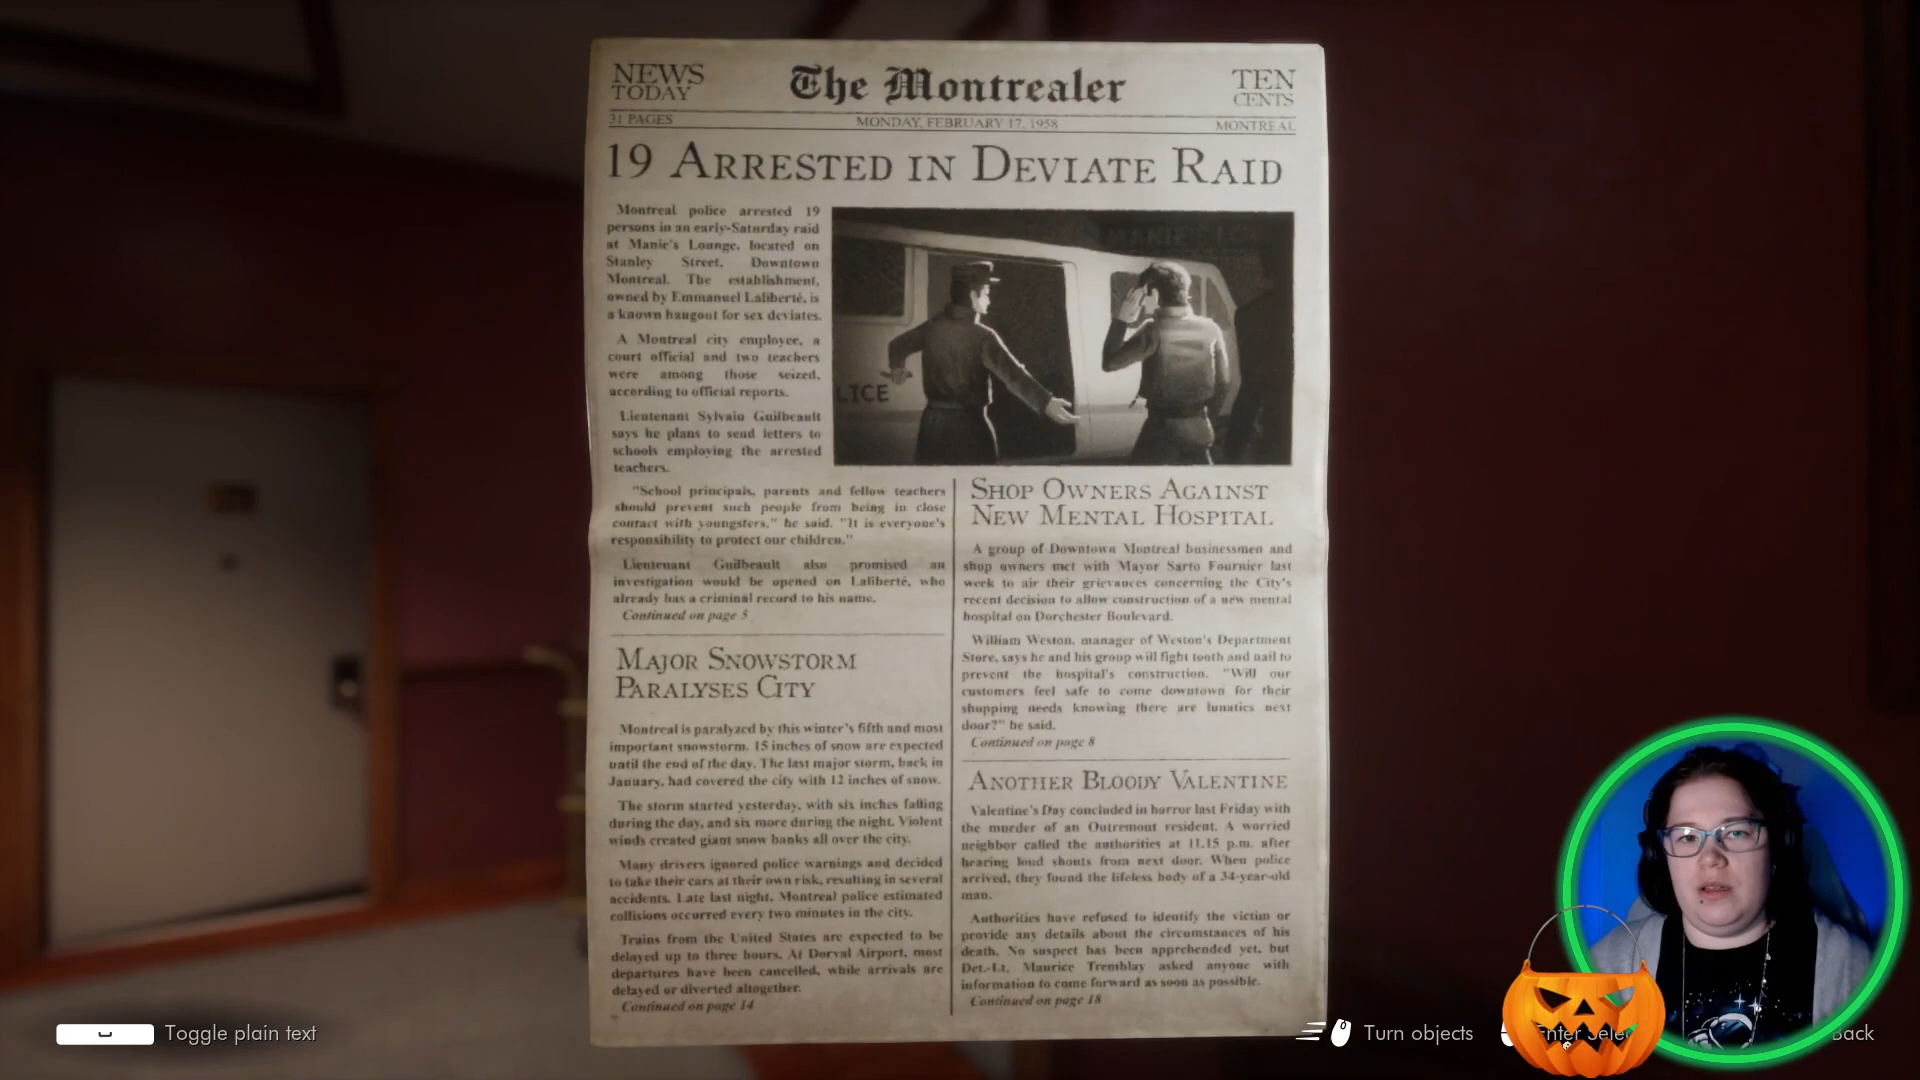 NEWS
TODAY
The Montrealer
TEN
CENTS
31 PAGES
MONDAY, FEBRUARY 17, 1958
MONTREAL
19 ARRESTED IN DEVIATE RAID
Montreal police arrested 19
persons in an early-Saturday raid
at Manie's Lounge, located on
Stanley Street, Downtown
Montreal. The establishment,
owned by Emmanuel Laliberté, is
a known hangout for sex deviates.
A Montreal city employee, a
court official and two teachers
were among those seized,
according to official reports.
Lieutenant Sylvain Guilbeault
says he plans to send letters to
schools employing the arrested
teachers.
"School principals, parents and fellow teachers
should prevent such people from being in close
contact with youngsters," he said. "It is everyone's
responsibility to protect our children."
Lieutenant Guilbeault also promised an
investigation would be opened on Laliberté, who
already has a criminal record to his name.
Continued on page 5
LICE
MAJOR SNOWSTORM
PARALYSES CITY
Montreal is paralyzed by this winter's fifth and most
important snowstorm. 15 inches of snow are expected
until the end of the day. The last major storm, back in
January, had covered the city with 12 inches of snow.
The storm started yesterday, with six inches falling
during the day, and six more during the night. Violent
winds created giant snow banks all over the city.
Many drivers ignored police warnings and decided
to take their cars at their own risk, resulting in several
accidents. Late last night, Montreal police estimated
collisions occurred every two minutes in the city.
Trains from the United States are expected to be
delayed up to three hours. At Dorval Airport, most
departures have been cancelled, while arrivals are
delayed or diverted altogether.
Continued on page 14
SHOP OWNERS AGAINST
NEW MENTAL HOSPITAL
A group of Downtown Montreal businessmen and
shop owners met with Mayor Sarto Fournier last
week to air their grievances concerning the City's
recent decision to allow construction of a new mental
hospital on Dorchester Boulevard.
William Weston, manager of Weston's Department
Store, says he and his group will fight tooth and nail to
prevent the hospital's construction. "Will our
customers feel safe to come downtown for their
shopping needs knowing there are lunatics next
door?" he said.
Continued on page 8
ANOTHER BLOODY VALENTINE
Valentine's Day concluded in horror last Friday with
the murder of an Outremont resident. A worried
neighbor called the authorities at 11.15 p.m. after
hearing loud shouts from next door. When police
arrived, they found the lifeless body of a 34-year-old
man.
Authorities have refused to identify the victim or
provide any details about the circumstances of his
death. No suspect has been apprehended yet, but
Det.-Lt. Maurice Tremblay asked anyone with
information to come forward as soon as possible.
Continued on page 18
Toggle plain text
Turn objects
Enter
Back